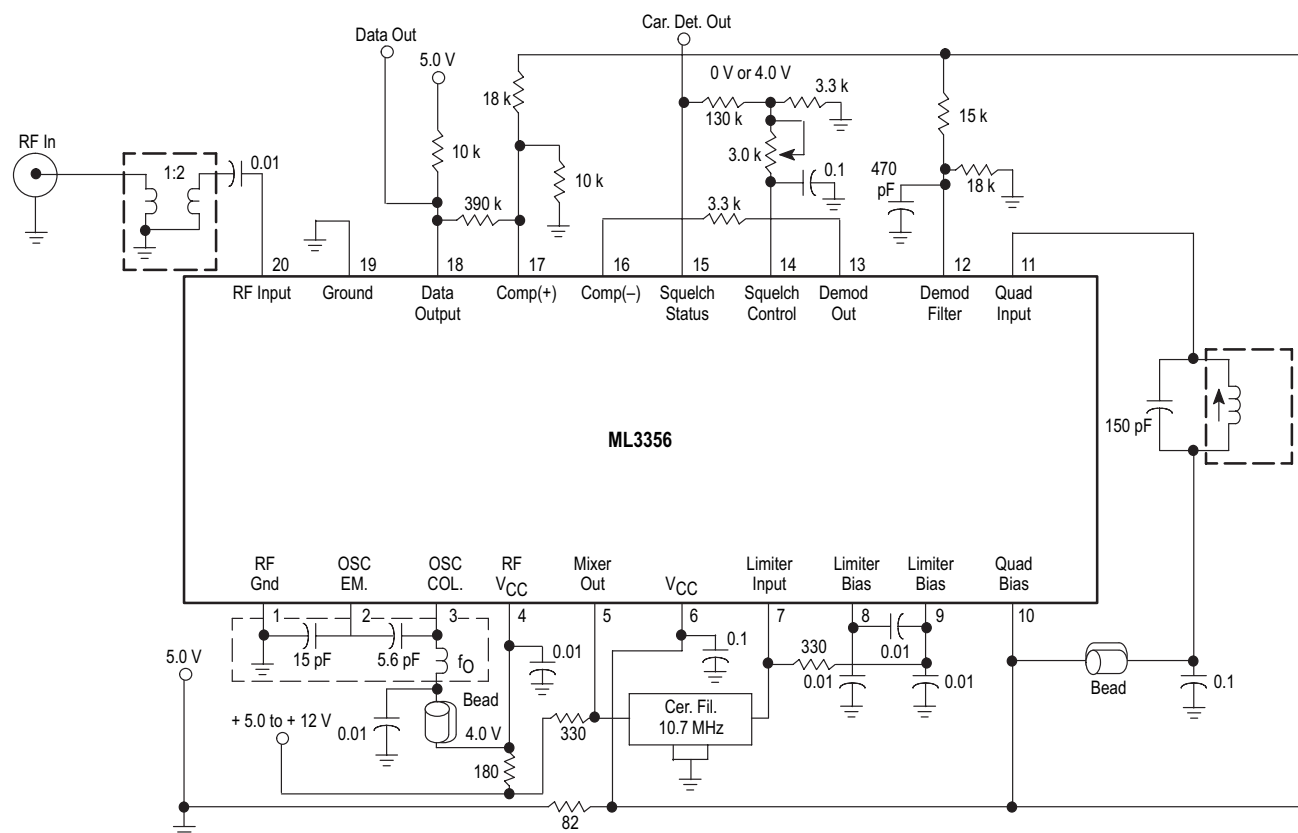 Car. Det. Out
Data Out
5.0 V
0 V or 4.0 V
18 k
3.3 k
130 k
15 k
RF In
1:2
0.01
10 k
10 k
3.0 k
0.1
470
pF
18 k
390 k
3.3 k
20
19
18
17
16
15
14
13
12
11
RF Input
Ground
Data
Output
Comp(+)
Comp(–)
Squelch
Status
Squelch
Control
Demod
Out
Demod
Filter
Quad
Input
150 pF
ML3356
RF
Gnd
OSC
EM.
OSC
COL.
RF
VCC
Mixer
Out
VCC
Limiter
Input
Limiter
Bias
Limiter
Bias
Quad
Bias
1
2
3
4
5
6
7
8
9
10
15 pF
5.6 pF
fO
0.01
0.1
330
0.01
0.01
0.01
5.0 V
Bead
Bead
0.1
+ 5.0 to + 12 V
0.01
4.0 V
330
Cer. Fil.
10.7 MHz
180
82